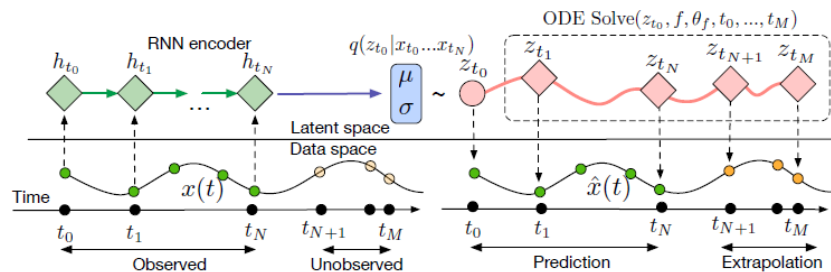 ODE Solve(z_{t_0}, f, θ_f, t_0, ..., t_M)
RNN encoder
q(z_{t_0}|x_{t_0}...x_{t_N})
h_{t_0} h_{t_1} h_{t_N}
...
μ
σ
~
z_{t_0} z_{t_1} z_{t_N} z_{t_{N+1}} z_{t_M}
Latent space
Data space
x(t) x̂(t)
Time
t_0 t_1 t_N t_{N+1} t_M t_0 t_1 t_N t_{N+1} t_M
Observed Unobserved Prediction Extrapolation